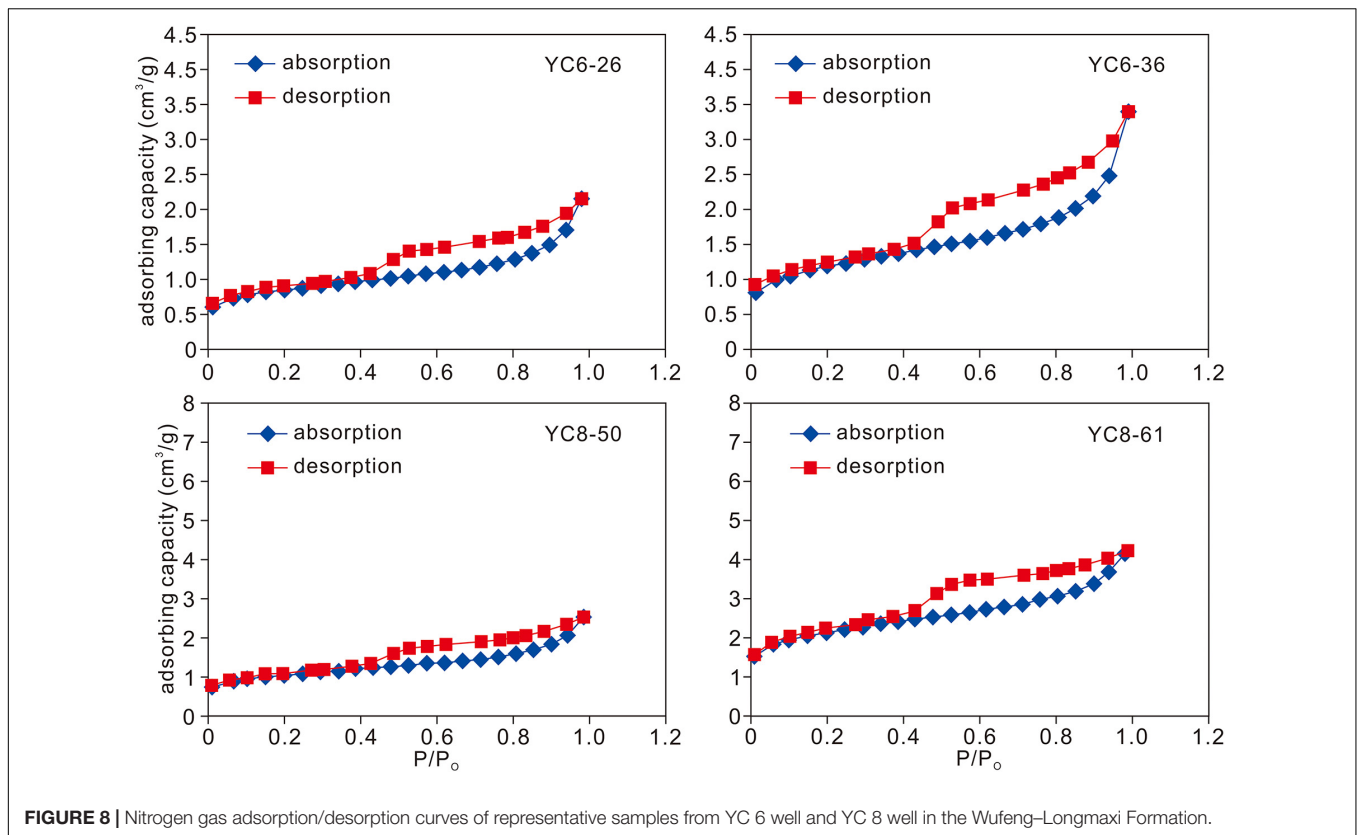 adsorbing capacity (cm³/g)
4.5
4.5
3.5
3.0
2.5
2.0
1.5
1.0
0.5
0
absorption
desorption
YC6-26
0 0.2 0.4 0.6 0.8 1.0 1.2
4.5
4.5
3.5
3.0
2.5
2.0
1.5
1.0
0.5
0
absorption
desorption
YC6-36
0 0.2 0.4 0.6 0.8 1.0 1.2
adsorbing capacity (cm³/g)
8
7
6
5
4
3
2
1
0
absorption
desorption
YC8-50
0 0.2 0.4 0.6 0.8 1.0 1.2
P/P₀
8
7
6
5
4
3
2
1
0
absorption
desorption
YC8-61
0 0.2 0.4 0.6 0.8 1.0 1.2
P/P₀
FIGURE 8 | Nitrogen gas adsorption/desorption curves of representative samples from YC 6 well and YC 8 well in the Wufeng–Longmaxi Formation.